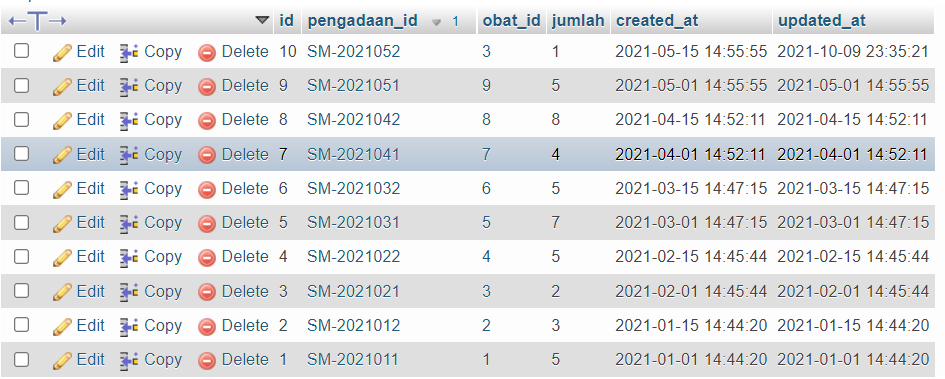 id pengadaan_id 1 obat_id jumlah created_at updated_at
Edit Copy Delete 10 SM-2021052 3 1 2021-05-15 14:55:55 2021-10-09 23:35:21
Edit Copy Delete 9 SM-2021051 9 5 2021-05-01 14:55:55 2021-05-01 14:55:55
Edit Copy Delete 8 SM-2021042 8 8 2021-04-15 14:52:11 2021-04-15 14:52:11
Edit Copy Delete 7 SM-2021041 7 4 2021-04-01 14:52:11 2021-04-01 14:52:11
Edit Copy Delete 6 SM-2021032 6 5 2021-03-15 14:47:15 2021-03-15 14:47:15
Edit Copy Delete 5 SM-2021031 5 7 2021-03-01 14:47:15 2021-03-01 14:47:15
Edit Copy Delete 4 SM-2021022 4 5 2021-02-15 14:45:44 2021-02-15 14:45:44
Edit Copy Delete 3 SM-2021021 3 2 2021-02-01 14:45:44 2021-02-01 14:45:44
Edit Copy Delete 2 SM-2021012 2 3 2021-01-15 14:44:20 2021-01-15 14:44:20
Edit Copy Delete 1 SM-2021011 1 5 2021-01-01 14:44:20 2021-01-01 14:44:20